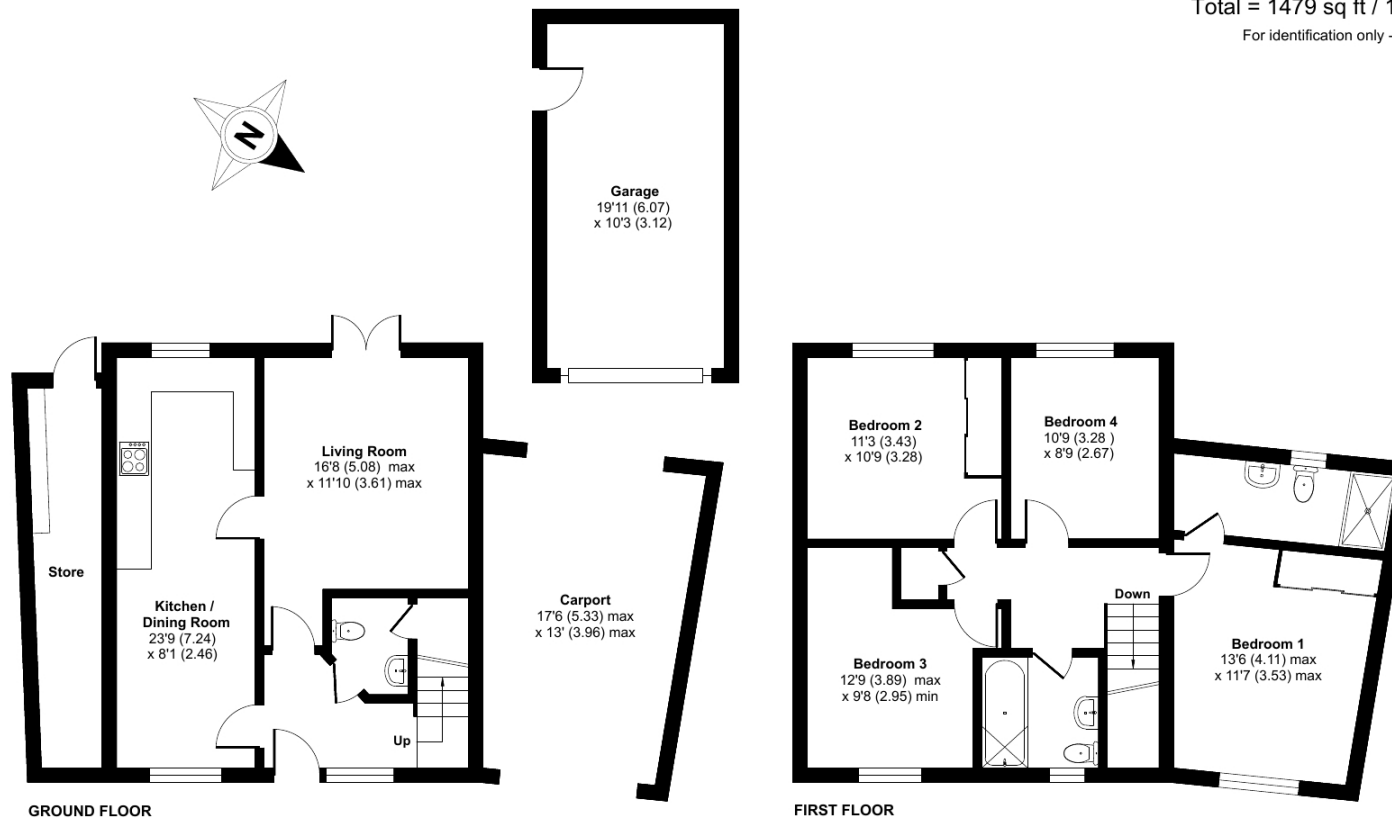 Total = 1479 sq ft / 1
For identification only -
N
Garage
19'11 (6.07)
x 10'3 (3.12)
Living Room
16'8 (5.08) max
x 11'10 (3.61) max
Store
Kitchen /
Dining Room
23'9 (7.24)
x 8'1 (2.46)
Carport
17'6 (5.33) max
x 13' (3.96) max
Up
GROUND FLOOR
Bedroom 2
11'3 (3.43)
x 10'9 (3.28)
Bedroom 4
10'9 (3.28 )
x 8'9 (2.67)
Down
Bedroom 1
13'6 (4.11) max
x 11'7 (3.53) max
Bedroom 3
12'9 (3.89) max
x 9'8 (2.95) min
FIRST FLOOR